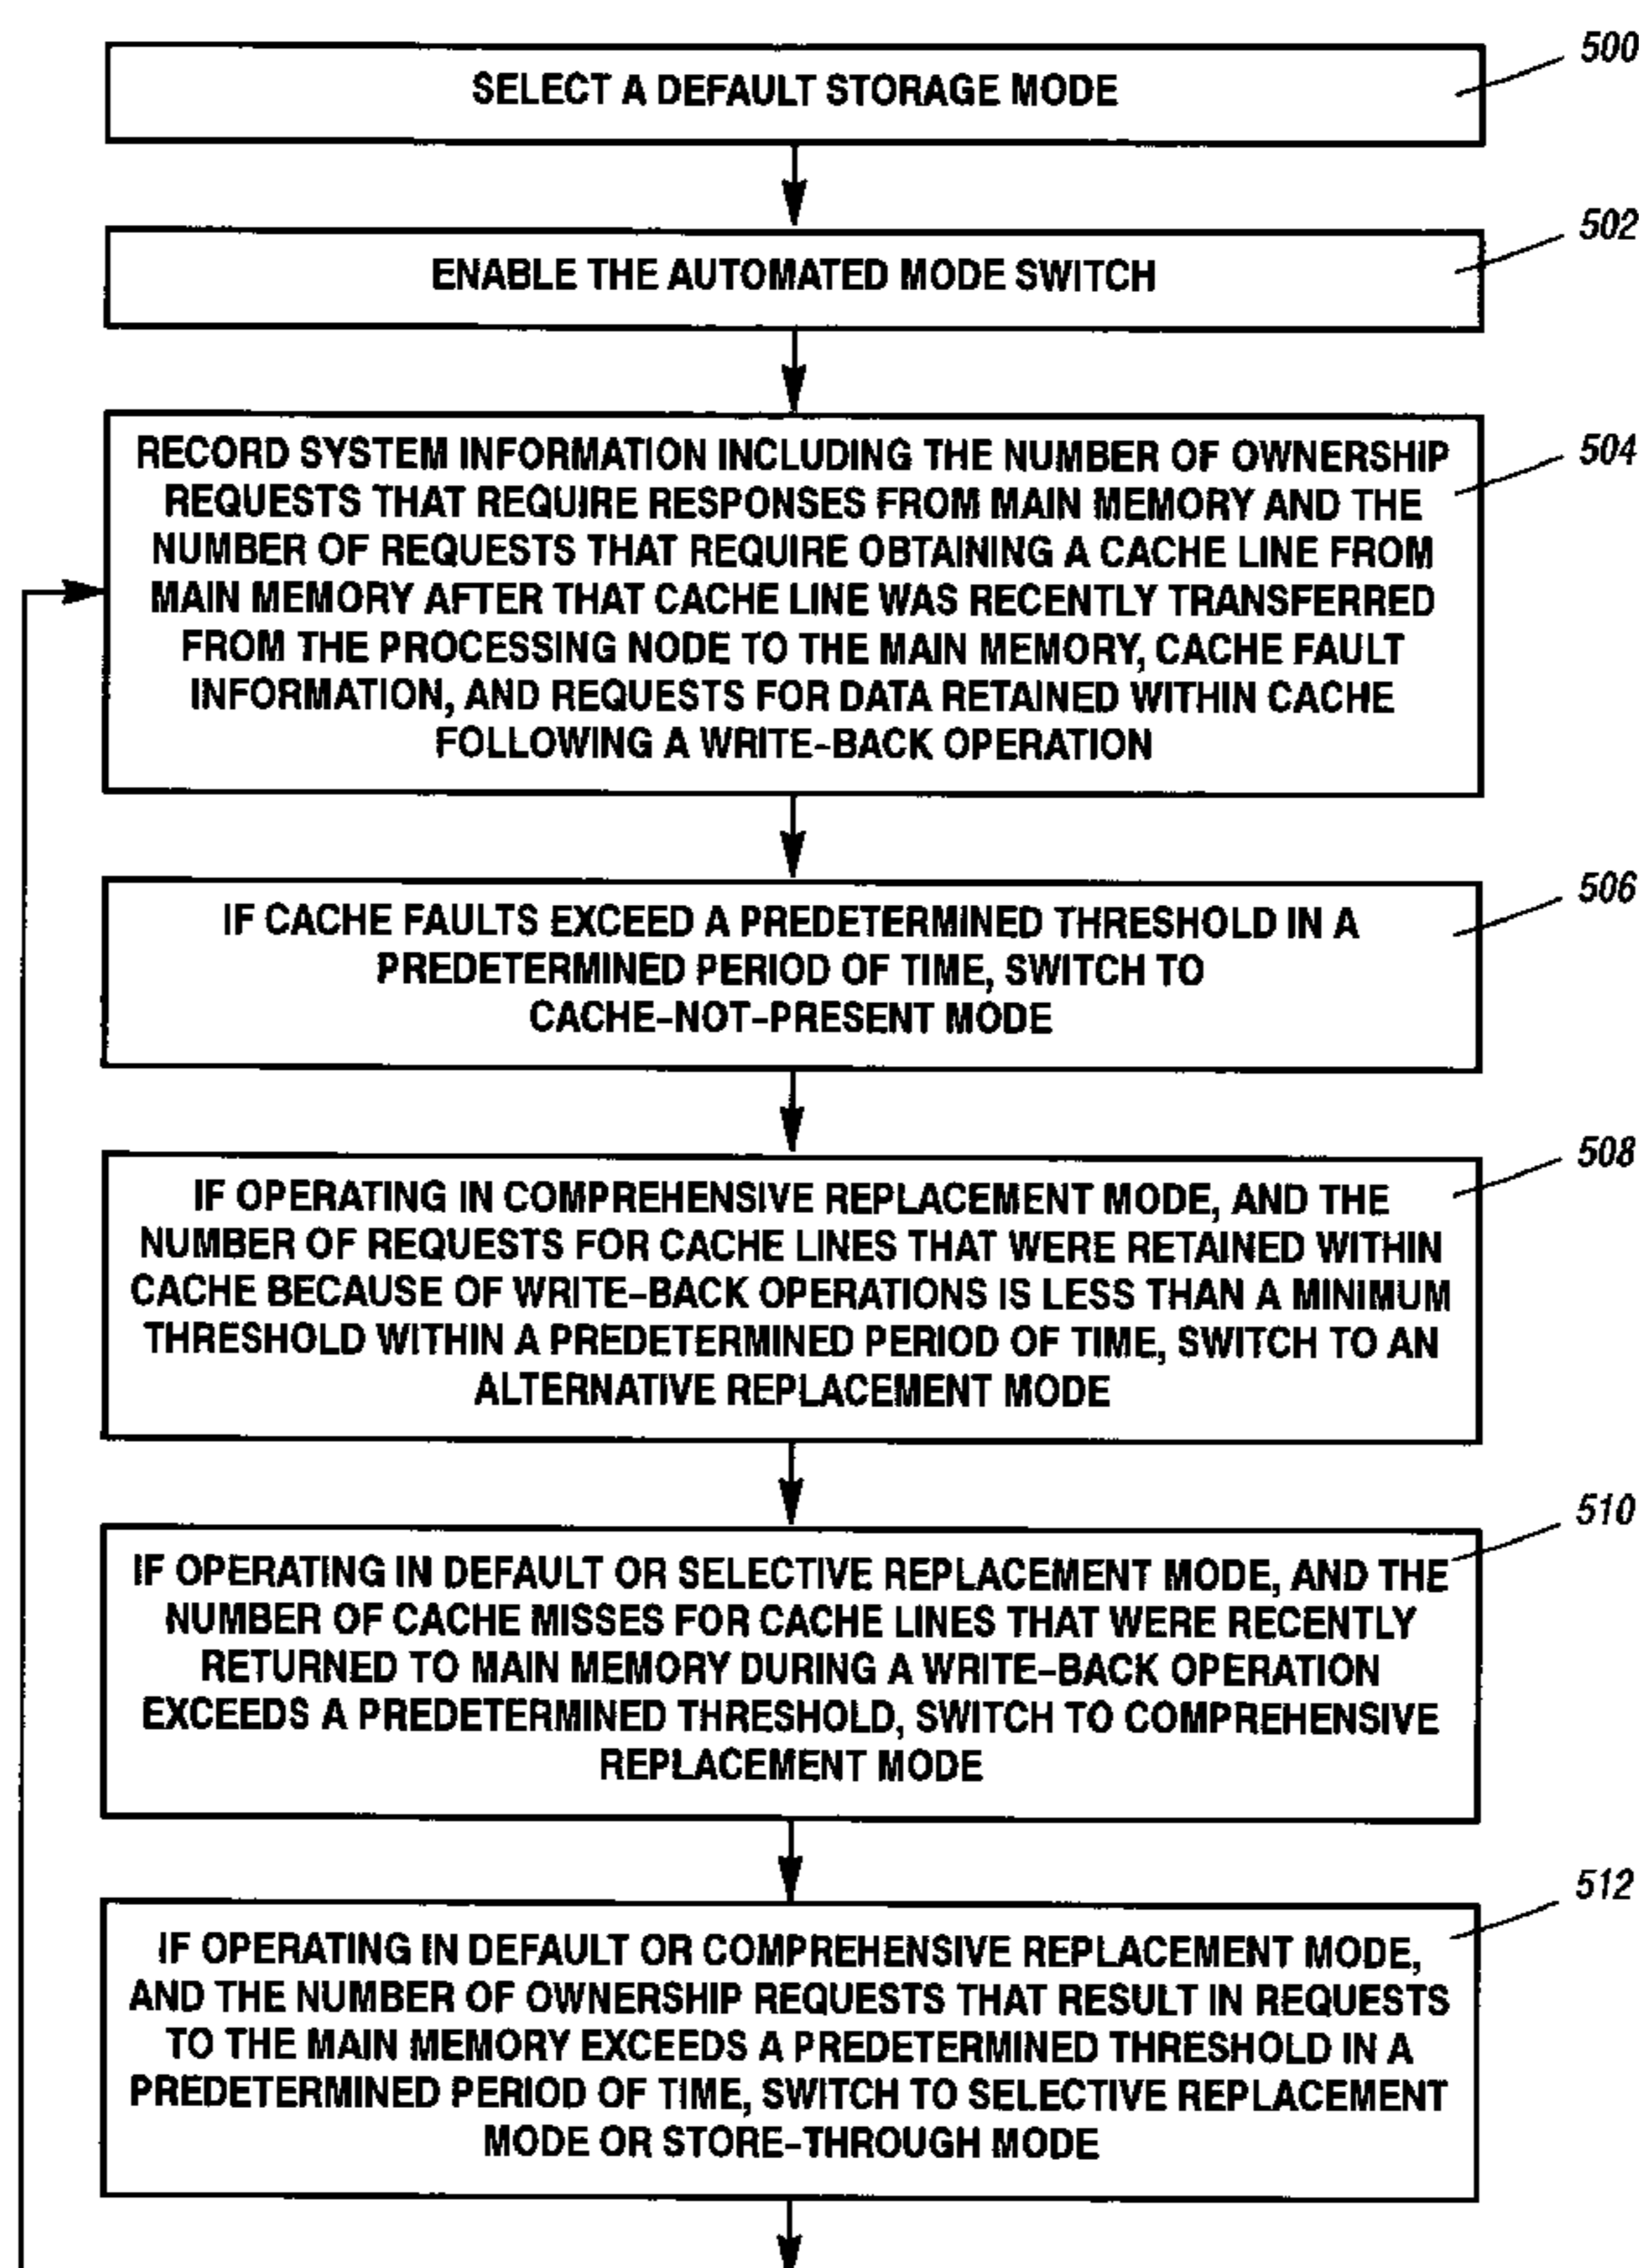 500
SELECT A DEFAULT STORAGE MODE
502
ENABLE THE AUTOMATED MODE SWITCH
504
RECORD SYSTEM INFORMATION INCLUDING THE NUMBER OF OWNERSHIP
REQUESTS THAT REQUIRE RESPONSES FROM MAIN MEMORY AND THE
NUMBER OF REQUESTS THAT REQUIRE OBTAINING A CACHE LINE FROM
MAIN MEMORY AFTER THAT CACHE LINE WAS RECENTLY TRANSFERRED
FROM THE PROCESSING NODE TO THE MAIN MEMORY, CACHE FAULT
INFORMATION, AND REQUESTS FOR DATA RETAINED WITHIN CACHE
FOLLOWING A WRITE-BACK OPERATION
506
IF CACHE FAULTS EXCEED A PREDETERMINED THRESHOLD IN A
PREDETERMINED PERIOD OF TIME, SWITCH TO
CACHE-NOT-PRESENT MODE
508
IF OPERATING IN COMPREHENSIVE REPLACEMENT MODE, AND THE
NUMBER OF REQUESTS FOR CACHE LINES THAT WERE RETAINED WITHIN
CACHE BECAUSE OF WRITE-BACK OPERATIONS IS LESS THAN A MINIMUM
THRESHOLD WITHIN A PREDETERMINED PERIOD OF TIME, SWITCH TO AN
ALTERNATIVE REPLACEMENT MODE
510
IF OPERATING IN DEFAULT OR SELECTIVE REPLACEMENT MODE, AND THE
NUMBER OF CACHE MISSES FOR CACHE LINES THAT WERE RECENTLY
RETURNED TO MAIN MEMORY DURING A WRITE-BACK OPERATION
EXCEEDS A PREDETERMINED THRESHOLD, SWITCH TO COMPREHENSIVE
REPLACEMENT MODE
512
IF OPERATING IN DEFAULT OR COMPREHENSIVE REPLACEMENT MODE,
AND THE NUMBER OF OWNERSHIP REQUESTS THAT RESULT IN REQUESTS
TO THE MAIN MEMORY EXCEEDS A PREDETERMINED THRESHOLD IN A
PREDETERMINED PERIOD OF TIME, SWITCH TO SELECTIVE REPLACEMENT
MODE OR STORE-THROUGH MODE